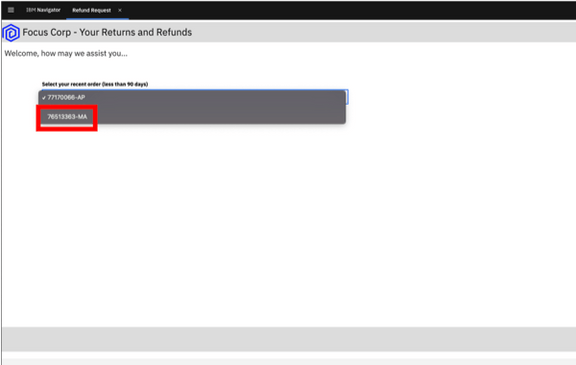 IBM Navigator Refund Request ×
Focus Corp - Your Returns and Refunds
Welcome, how may we assist you...
Select your recent order (less than 90 days)
✓ 77170066-AP
76513363-MA